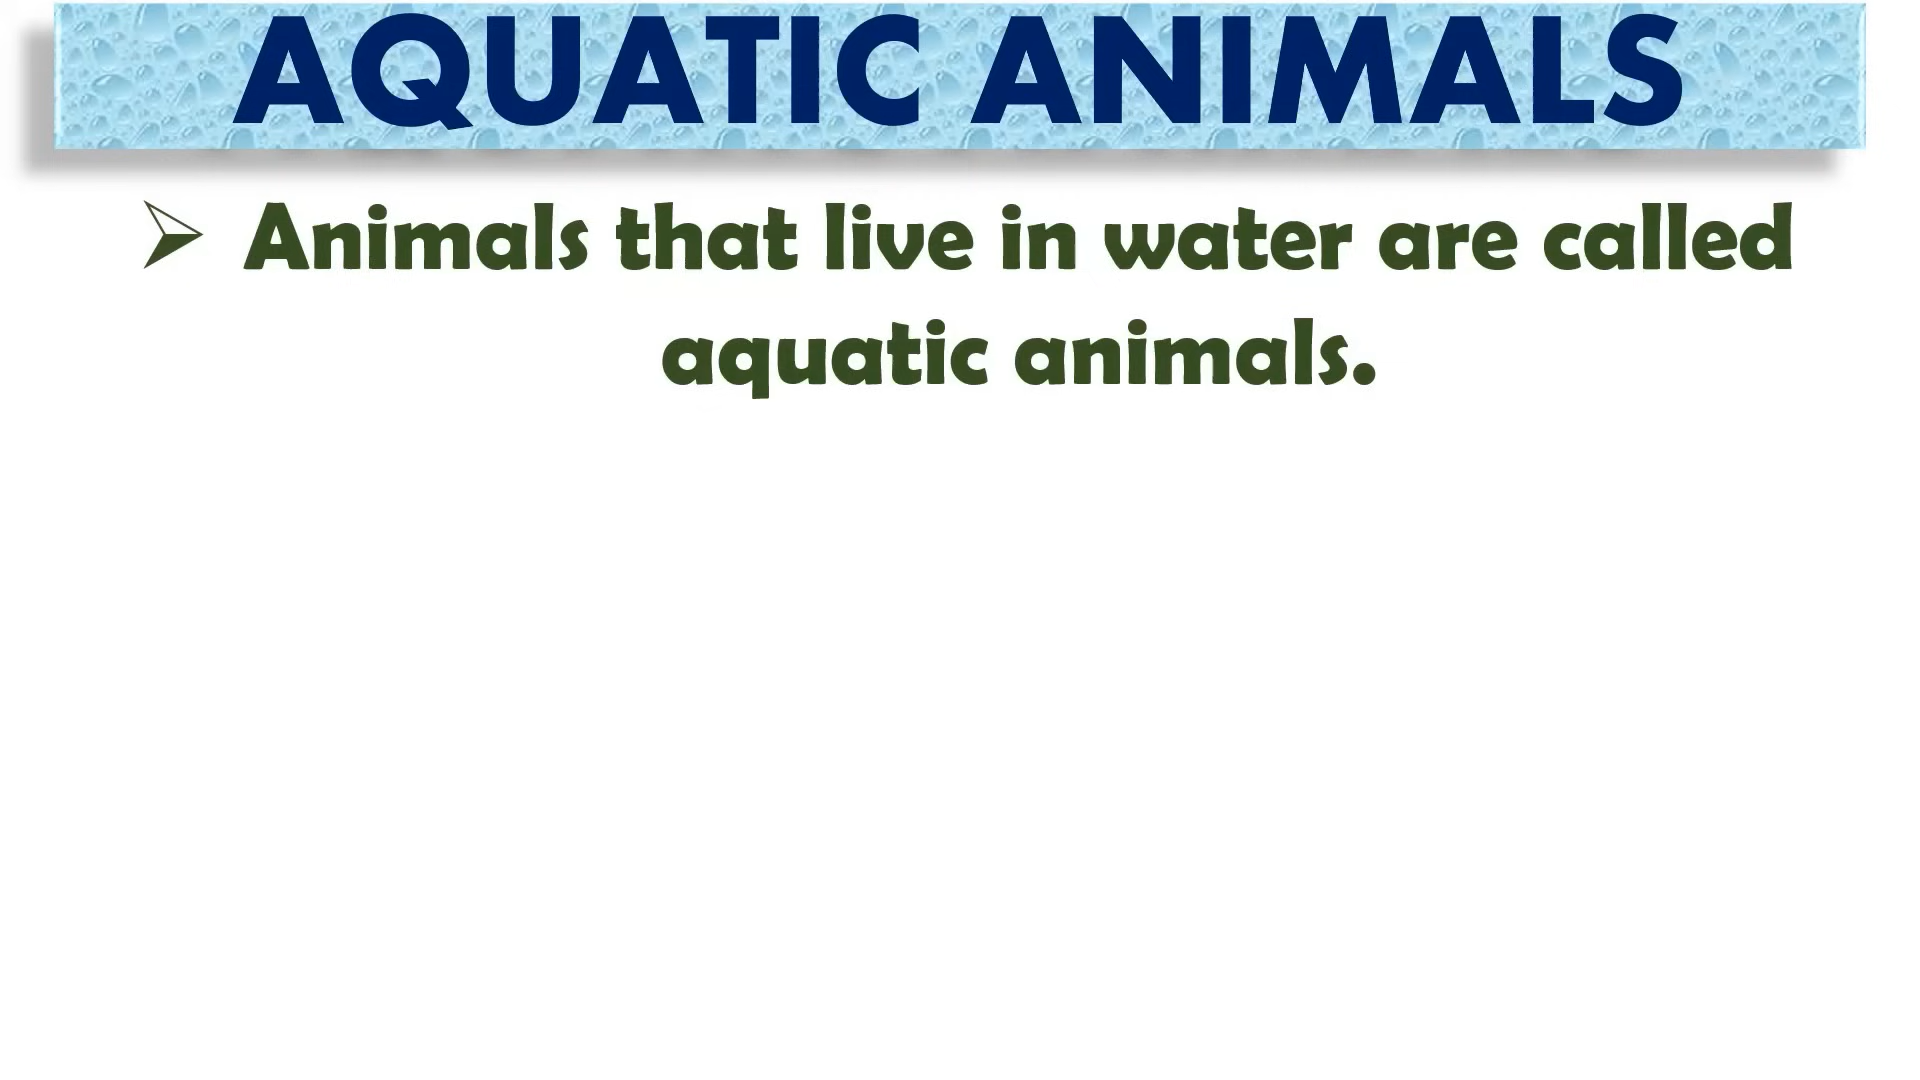 AQUATIC ANIMALS
➢ Animals that live in water are called
aquatic animals.